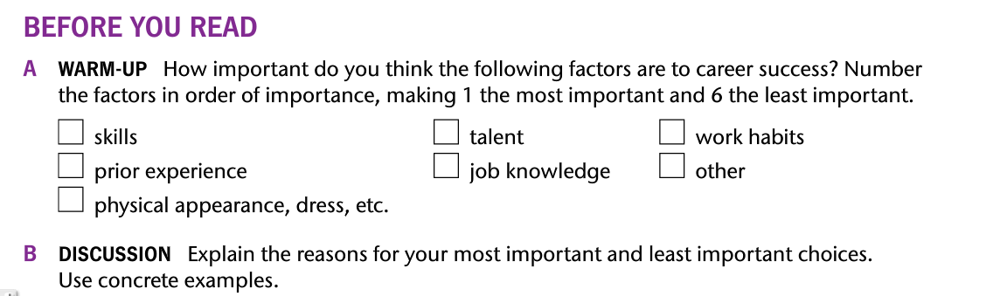 BEFORE YOU READ
A WARM-UP How important do you think the following factors are to career success? Number
the factors in order of importance, making 1 the most important and 6 the least important.
skills talent work habits
prior experience job knowledge other
physical appearance, dress, etc.
B DISCUSSION Explain the reasons for your most important and least important choices.
Use concrete examples.